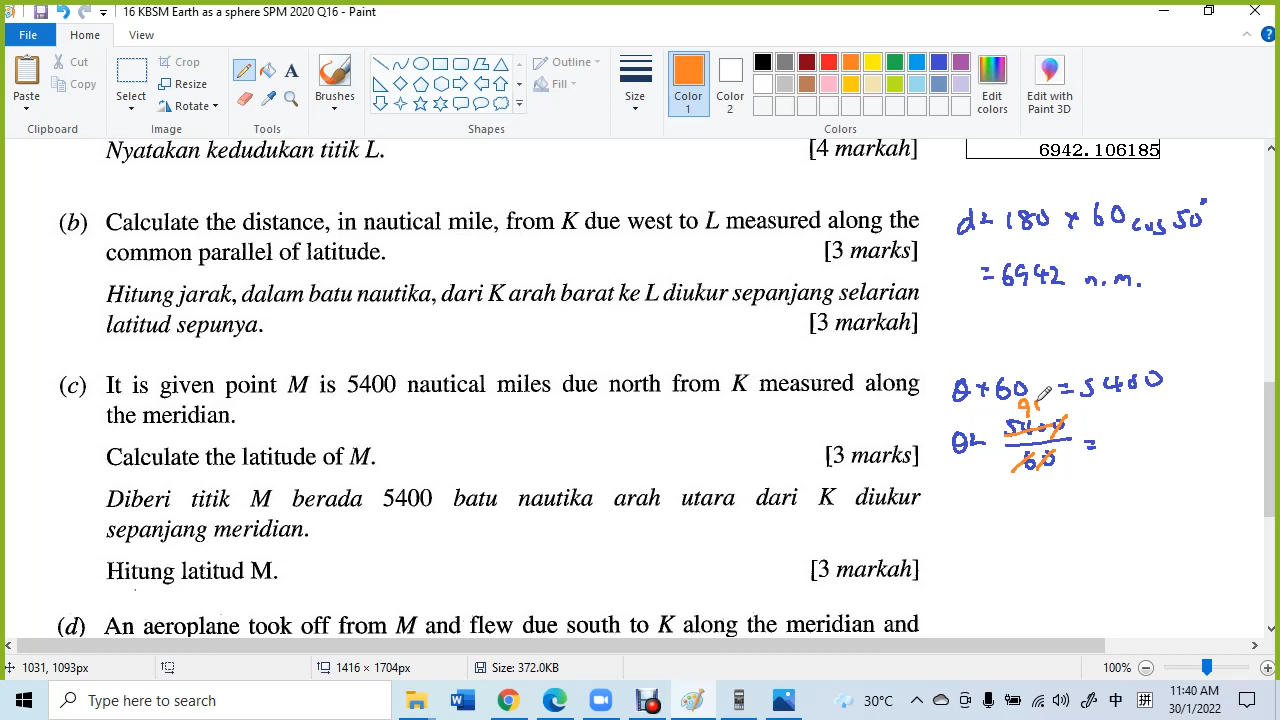 16 KBSM Earth as a sphere SPM 2020 Q16 - Paint
File Home View
Paste Cut Copy Clipboard
Select Crop Resize Rotate Image
Tools
Brushes
Shapes Outline Fill
Size
Color 1 Color 2 Edit colors Colors
Edit with Paint 3D
Nyatakan kedudukan titik L. [4 markah]
6942.106185
(b) Calculate the distance, in nautical mile, from K due west to L measured along the
common parallel of latitude. [3 marks]
Hitung jarak, dalam batu nautika, dari K arah barat ke L diukur sepanjang selarian
latitud sepunya. [3 markah]
d= 180 × 60 cos 50°
= 6942 n.m.
(c) It is given point M is 5400 nautical miles due north from K measured along
the meridian.
Calculate the latitude of M. [3 marks]
Diberi titik M berada 5400 batu nautika arah utara dari K diukur
sepanjang meridian.
Hitung latitud M. [3 markah]
θ × 60 = 5400
9
θ = 5400 =
60
(d) An aeroplane took off from M and flew due south to K along the meridian and
1031, 1093px 1416 × 1704px Size: 372.0KB 100%
Type here to search
30°C
中
拼
11:40 AM
30/1/2022